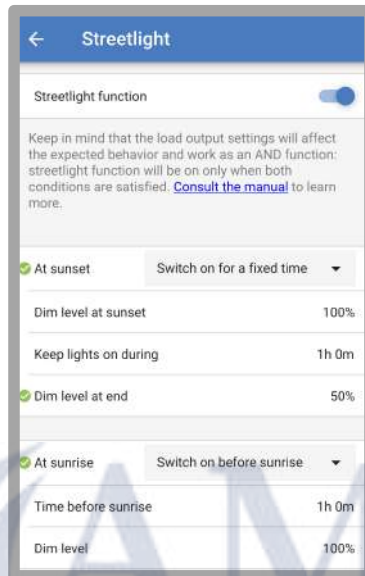 Streetlight
Streetlight function
Keep in mind that the load output settings will affect
the expected behavior and work as an AND function:
streetlight function will be on only when both
conditions are satisfied. Consult the manual to learn
more.
At sunset Switch on for a fixed time
Dim level at sunset 100%
Keep lights on during 1h 0m
Dim level at end 50%
At sunrise Switch on before sunrise
Time before sunrise 1h 0m
Dim level 100%